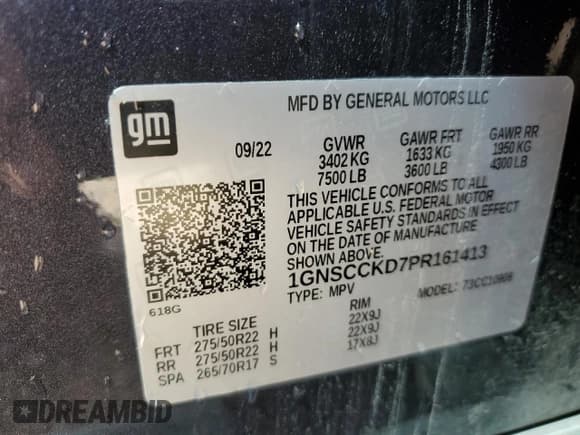 MFD BY GENERAL MOTORS LLC
gm
09/22
GVWR GAWR FRT GAWR RR
3402 KG 1633 KG 1950 KG
7500 LB 3600 LB 4300 LB
THIS VEHICLE CONFORMS TO ALL
APPLICABLE U.S. FEDERAL MOTOR
VEHICLE SAFETY STANDARDS IN EFFECT
ON THE DATE OF MANUFACTURE
SHOWN ABOVE.
1GNSCCKD7PR161413
TYPE: MPV MODEL:
618G
TIRE SIZE RIM
FRT 275/50R22 H 22X9J
RR 275/50R22 H 22X9J
SPA 265/70R17 S 17X8J
DREAMBID